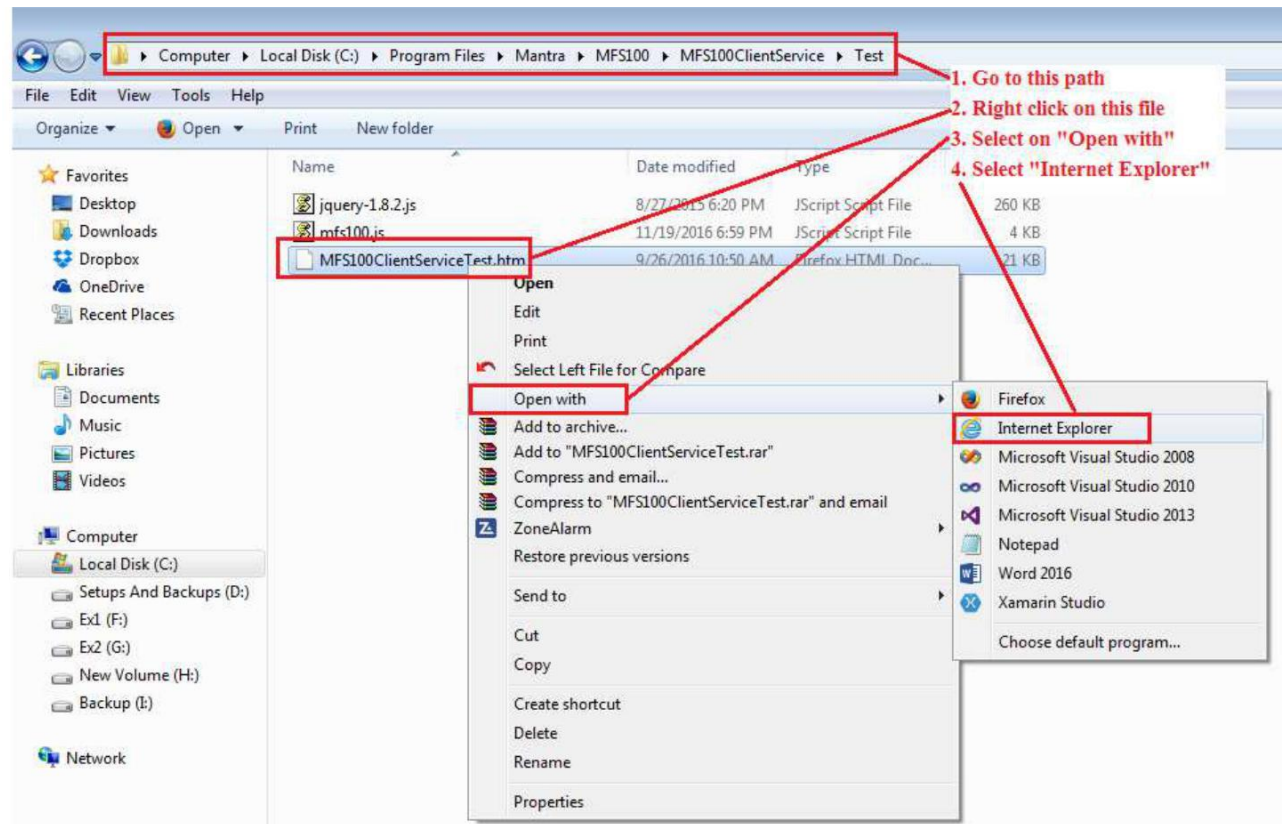 Computer Local Disk (C:) Program Files Mantra MFS100 MFS100ClientService Test
1. Go to this path
File Edit View Tools Help
2. Right click on this file
Organize Open Print New folder
3. Select on "Open with"
4. Select "Internet Explorer"
Name Date modified Type
Favorites
Desktop
Downloads
Dropbox
OneDrive
Recent Places
Libraries
Documents
Music
Pictures
Videos
Computer
Local Disk (C:)
Setups And Backups (D:)
Ex1 (F:)
Ex2 (G:)
New Volume (H:)
Backup (I:)
Network
jquery-1.8.2.js 8/27/2015 6:20 PM JScript Script File 260 KB
mfs100.js 11/19/2016 6:59 PM JScript Script File 4 KB
MFS100ClientServiceTest.htm 9/26/2016 10:50 AM Firefox HTML Doc... 21 KB
Open
Edit
Print
Select Left File for Compare
Open with
Add to archive...
Add to "MFS100ClientServiceTest.rar"
Compress and email...
Compress to "MFS100ClientServiceTest.rar" and email
ZoneAlarm
Restore previous versions
Send to
Cut
Copy
Create shortcut
Delete
Rename
Properties
Firefox
Internet Explorer
Microsoft Visual Studio 2008
Microsoft Visual Studio 2010
Microsoft Visual Studio 2013
Notepad
Word 2016
Xamarin Studio
Choose default program...